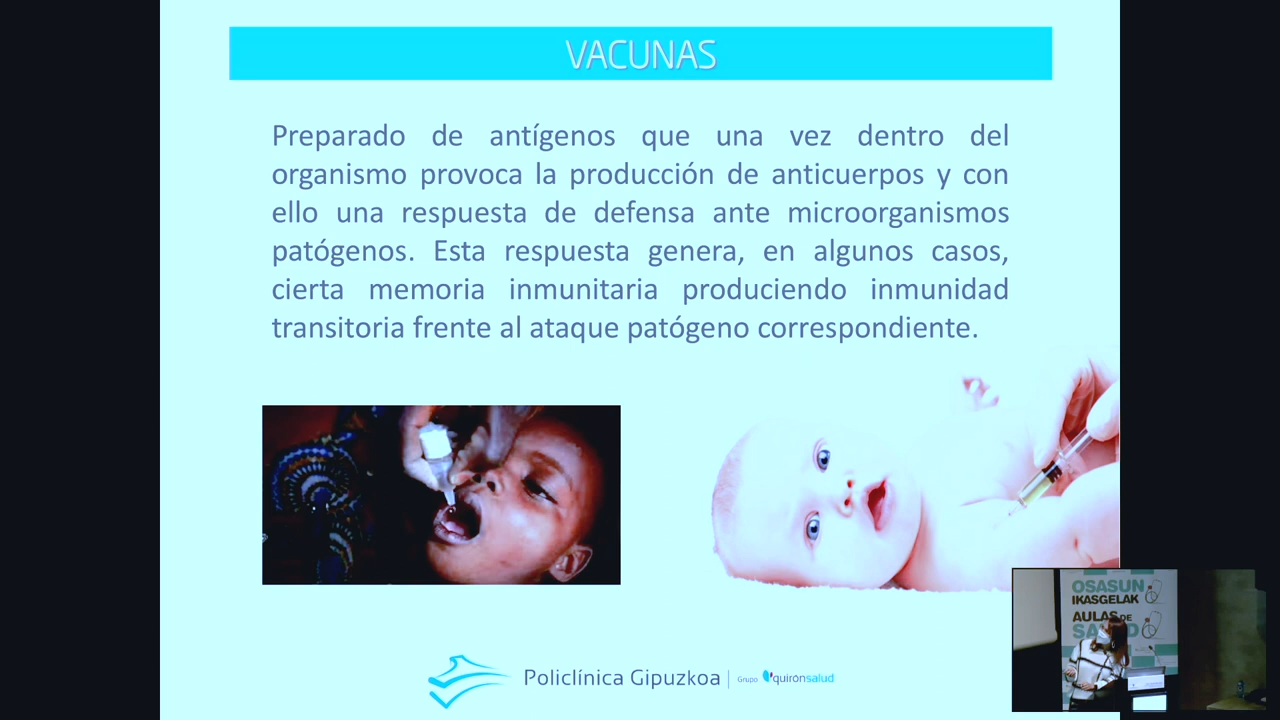 VACUNAS
Preparado de antígenos que una vez dentro del
organismo provoca la producción de anticuerpos y con
ello una respuesta de defensa ante microorganismos
patógenos. Esta respuesta genera, en algunos casos,
cierta memoria inmunitaria produciendo inmunidad
transitoria frente al ataque patógeno correspondiente.
OSASUN
IKASGELAK
AULAS DE
SALUD
Policlínica Gipuzkoa | Grupo quirónsalud